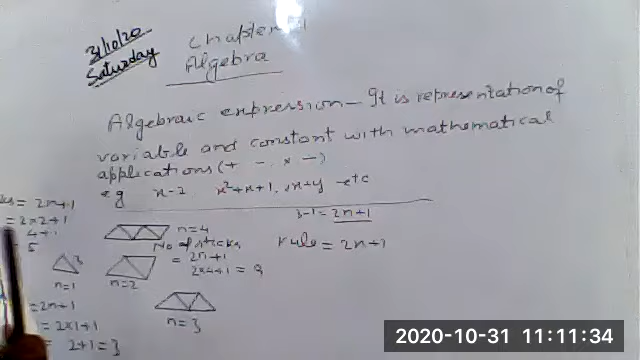 31/10/20
Saturday
Chapter-
Algebra
Algebraic expression - It is representation of
variable and constant with mathematical
applications (+ - × -)
eg x-2, x²+x+1, x+y etc
3-1=2n+1
= 2n+1
= 2×2+1
4+1
5
n=4
No of sticks
= 2n+1
2×4+1 = 9
rule = 2n+1
3
n=1
n=2
n=3
= 2n+1
= 2×1+1
= 2+1=3
2020-10-31 11:11:34